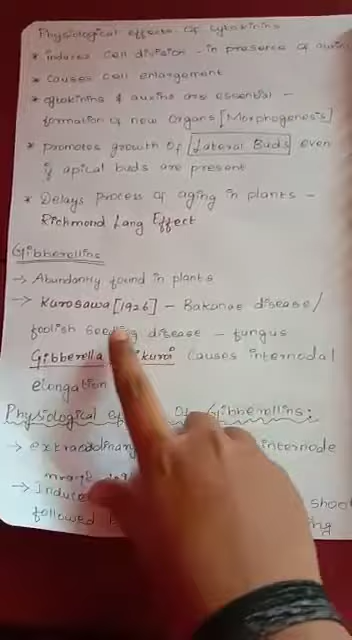 Physiological effects of Cytokinins
* induces cell division - in presence of auxins
* causes cell enlargement
* cytokinins & auxins are essential -
formation of new organs [Morphogenesis]
* promotes growth of Lateral Buds even
if apical buds are present
* Delays process of aging in plants -
Richmond Lang Effect
Gibberellins
→ Abundantly found in plants
→ Kurosawa [1926] - Bakanae disease/
foolish seedling disease - fungus
Gibberella causes internodal
elongation
Physiological Of Gibberellins:
→ extraordinary internode
→ shoot
followed